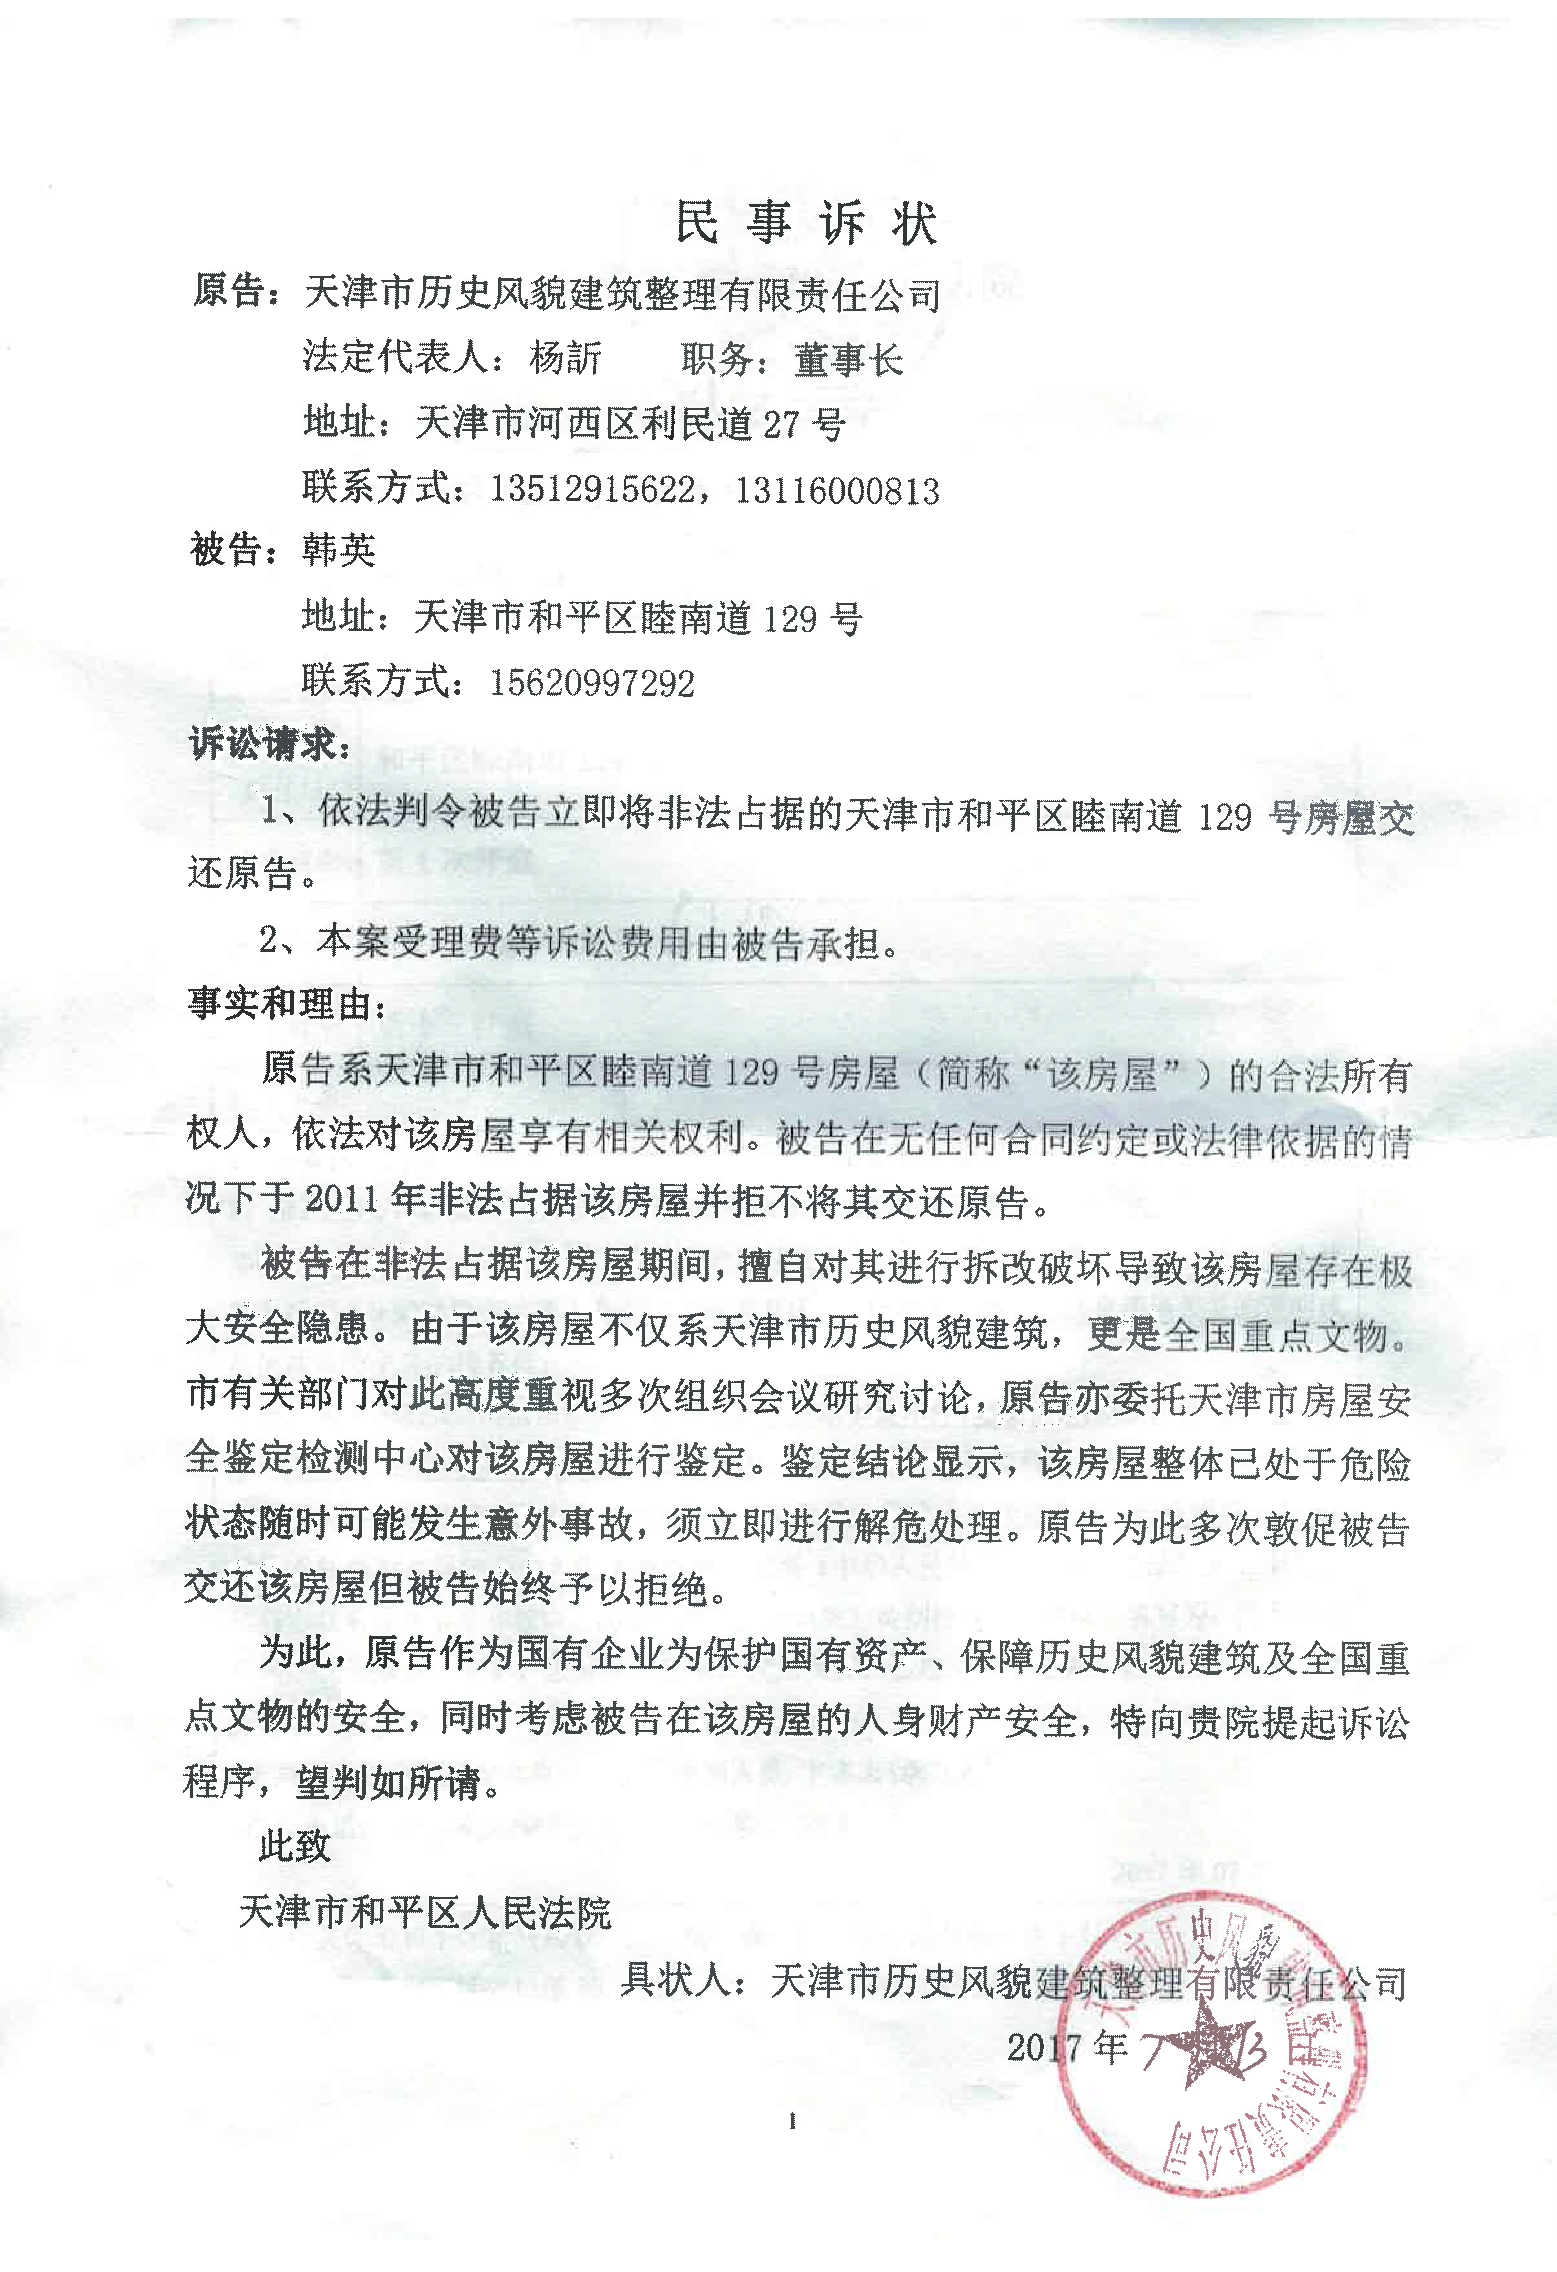 民事诉状
原告：天津市历史风貌建筑整理有限责任公司
法定代表人：杨訢 职务：董事长
地址：天津市河西区利民道 27 号
联系方式：13512915622，13116000813
被告：韩英
地址：天津市和平区睦南道 129 号
联系方式：15620997292
诉讼请求：
1、依法判令被告立即将非法占据的天津市和平区睦南道 129 号房屋交
还原告。
2、本案受理费等诉讼费用由被告承担。
事实和理由：
原告系天津市和平区睦南道 129 号房屋（简称“该房屋”）的合法所有
权人，依法对该房屋享有相关权利。被告在无任何合同约定或法律依据的情
况下于 2011 年非法占据该房屋并拒不将其交还原告。
被告在非法占据该房屋期间，擅自对其进行拆改破坏导致该房屋存在极
大安全隐患。由于该房屋不仅系天津市历史风貌建筑，更是全国重点文物。
市有关部门对此高度重视多次组织会议研究讨论，原告亦委托天津市房屋安
全鉴定检测中心对该房屋进行鉴定。鉴定结论显示，该房屋整体已处于危险
状态随时可能发生意外事故，须立即进行解危处理。原告为此多次敦促被告
交还该房屋但被告始终予以拒绝。
为此，原告作为国有企业为保护国有资产、保障历史风貌建筑及全国重
点文物的安全，同时考虑被告在该房屋的人身财产安全，特向贵院提起诉讼
程序，望判如所请。
此致
天津市和平区人民法院
具状人：天津市历史风貌建筑整理有限责任公司
2017 年 7 13 日
天津市历史风貌建筑整理有限责任公司
1